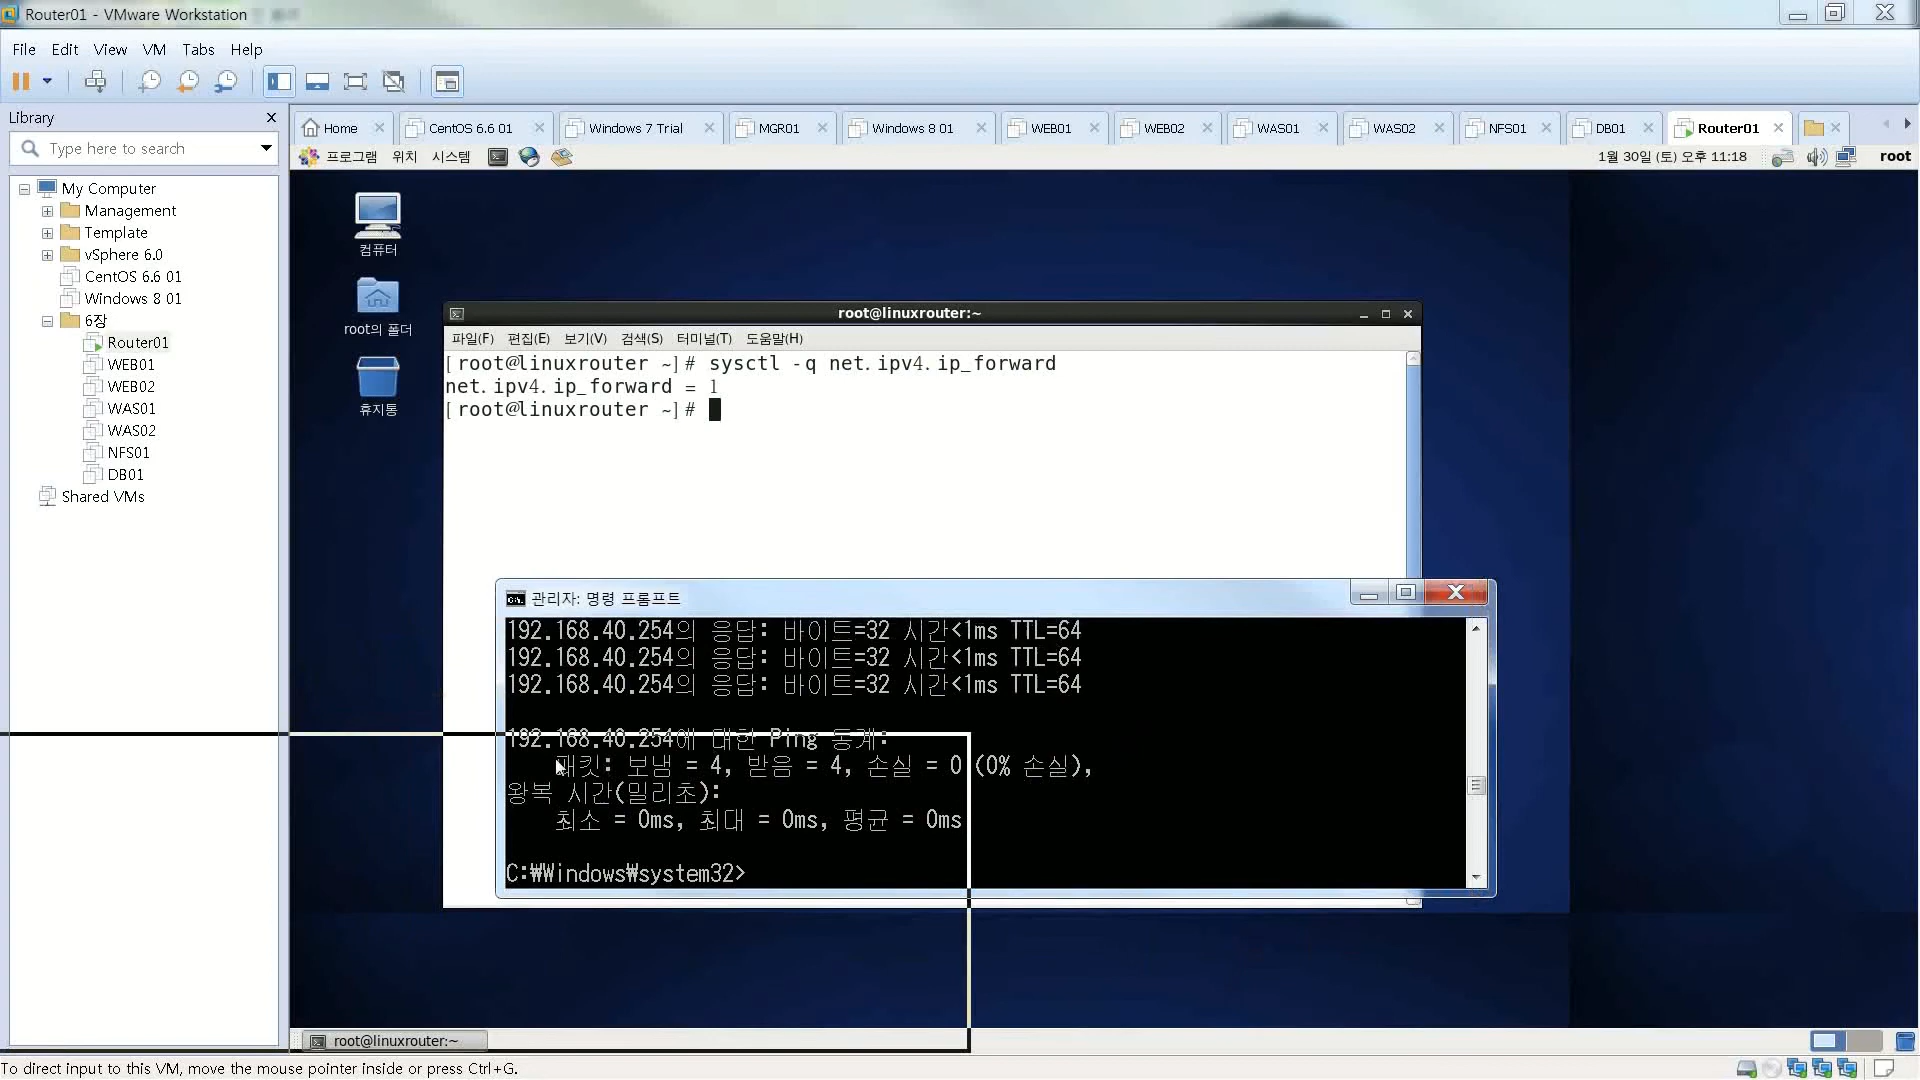 Router01 - VMware Workstation
File Edit View VM Tabs Help
Library
Type here to search
My Computer
Management
Template
vSphere 6.0
CentOS 6.6 01
Windows 8 01
6장
Router01
WEB01
WEB02
WAS01
WAS02
NFS01
DB01
Shared VMs
Home CentOS 6.6 01 Windows 7 Trial MGR01 Windows 8 01 WEB01 WEB02 WAS01 WAS02 NFS01 DB01 Router01
프로그램 위치 시스템 1월 30일 (토) 오후 11:18 root
컴퓨터
root의 폴더
휴지통
root@linuxrouter:~
파일(F) 편집(E) 보기(V) 검색(S) 터미널(T) 도움말(H)
[root@linuxrouter ~]# sysctl -q net.ipv4.ip_forward
net.ipv4.ip_forward = 1
[root@linuxrouter ~]#
관리자: 명령 프롬프트
192.168.40.254의 응답: 바이트=32 시간<1ms TTL=64
192.168.40.254의 응답: 바이트=32 시간<1ms TTL=64
192.168.40.254의 응답: 바이트=32 시간<1ms TTL=64
192.168.40.254에 대한 Ping 통계:
패킷: 보냄 = 4, 받음 = 4, 손실 = 0 (0% 손실),
왕복 시간(밀리초):
최소 = 0ms, 최대 = 0ms, 평균 = 0ms
C:\Windows\system32>
root@linuxrouter:~
To direct input to this VM, move the mouse pointer inside or press Ctrl+G.